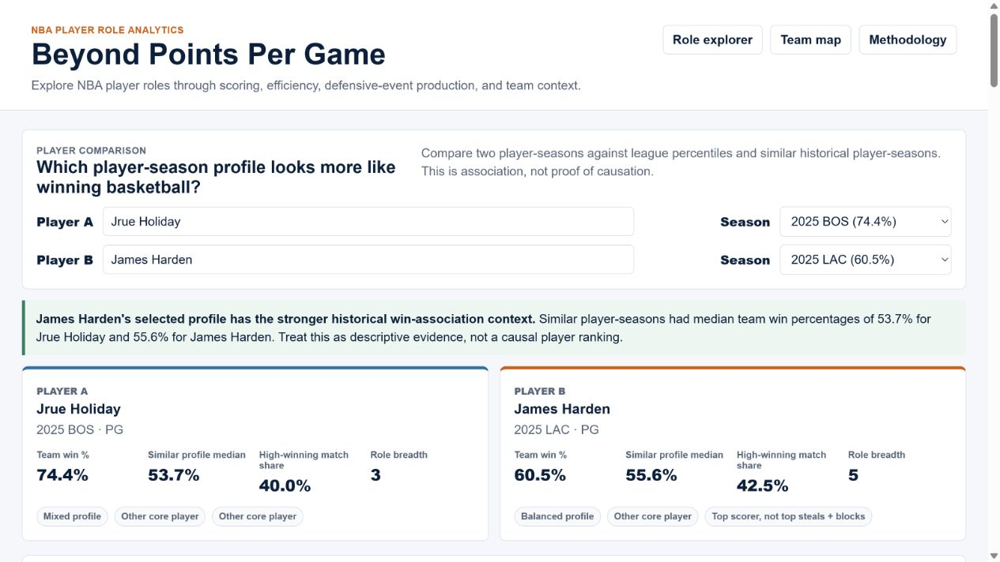 NBA PLAYER ROLE ANALYTICS
Beyond Points Per Game
Explore NBA player roles through scoring, efficiency, defensive-event production, and team context.
Role explorer
Team map
Methodology
PLAYER COMPARISON
Which player-season profile looks more like
winning basketball?
Compare two player-seasons against league percentiles and similar historical player-seasons.
This is association, not proof of causation.
Player A
Jrue Holiday
Season
2025 BOS (74.4%)
Player B
James Harden
Season
2025 LAC (60.5%)
James Harden's selected profile has the stronger historical win-association context. Similar player-seasons had median team win percentages of 53.7% for
Jrue Holiday and 55.6% for James Harden. Treat this as descriptive evidence, not a causal player ranking.
PLAYER A
Jrue Holiday
2025 BOS · PG
Team win %
74.4%
Similar profile median
53.7%
High-winning match
share
40.0%
Role breadth
3
Mixed profile
Other core player
Other core player
PLAYER B
James Harden
2025 LAC · PG
Team win %
60.5%
Similar profile median
55.6%
High-winning match
share
42.5%
Role breadth
5
Balanced profile
Other core player
Top scorer, not top steals + blocks